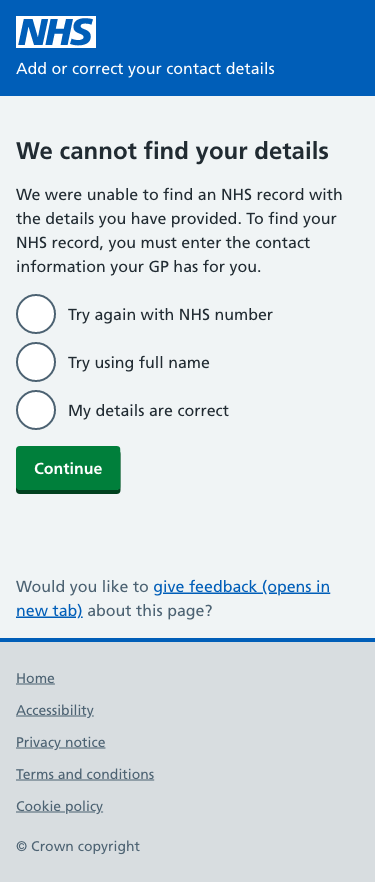 NHS
Add or correct your contact details
We cannot find your details
We were unable to find an NHS record with
the details you have provided. To find your
NHS record, you must enter the contact
information your GP has for you.
Try again with NHS number
Try using full name
My details are correct
Continue
Would you like to give feedback (opens in
new tab) about this page?
Home
Accessibility
Privacy notice
Terms and conditions
Cookie policy
© Crown copyright